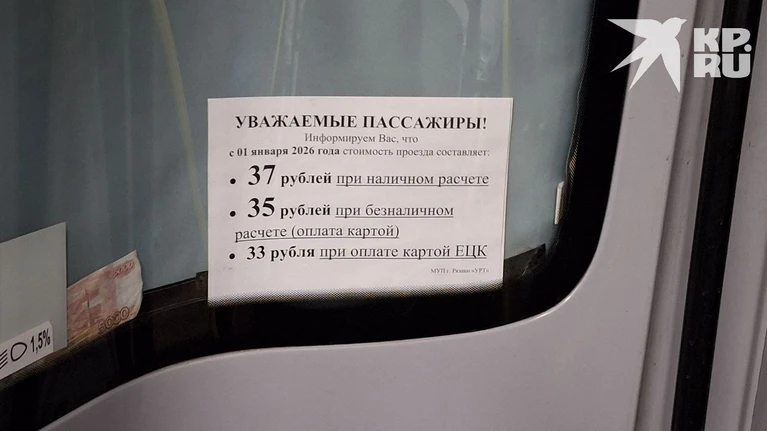 KP.
RU
УВАЖАЕМЫЕ ПАССАЖИРЫ!
Информируем Вас, что
с 01 января 2026 года стоимость проезда составляет:
• 37 рублей при наличном расчете
• 35 рублей при безналичном
расчете (оплата картой)
• 33 рубля при оплате картой ЕЦК
МУП г. Рязани «УРТ»
5000
1,5%